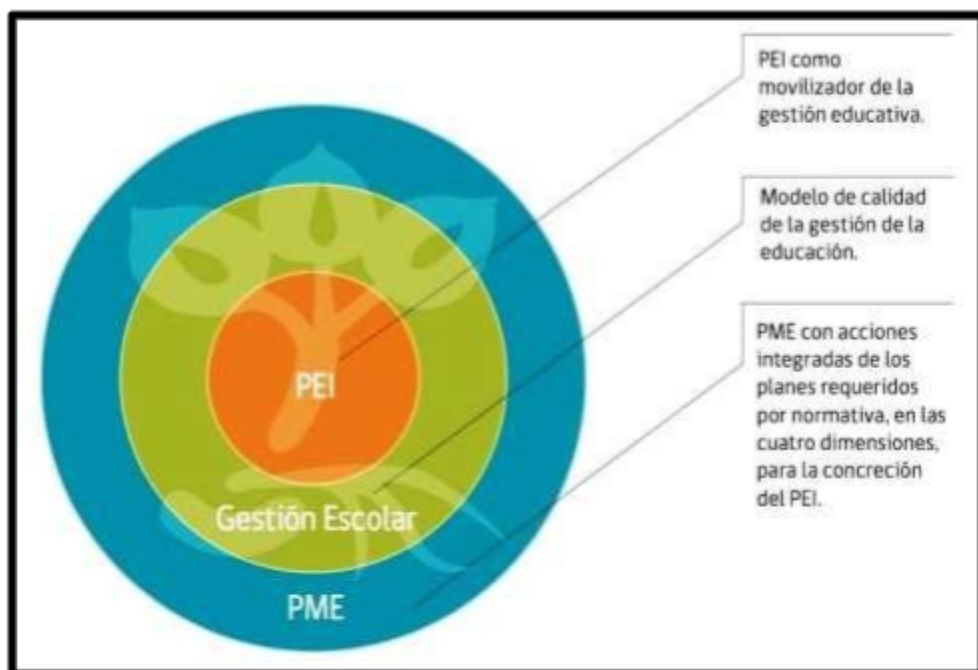 PEI como
movilizador de la
gestión educativa.
Modelo de calidad
de la gestión de la
educación.
PME con acciones
integradas de los
planes requeridos
por normativa, en las
cuatro dimensiones,
para la concreción
del PEI.
PEI
Gestión Escolar
PME